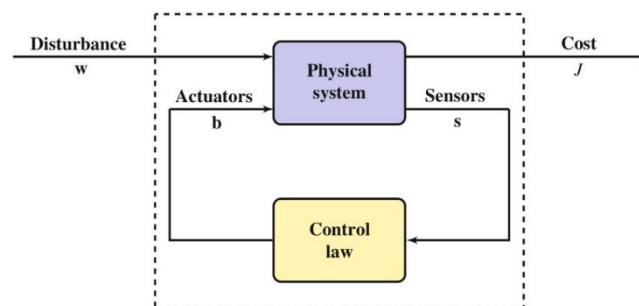 Disturbance
w
Physical
system
Cost
J
Actuators
b
Sensors
s
Control
law